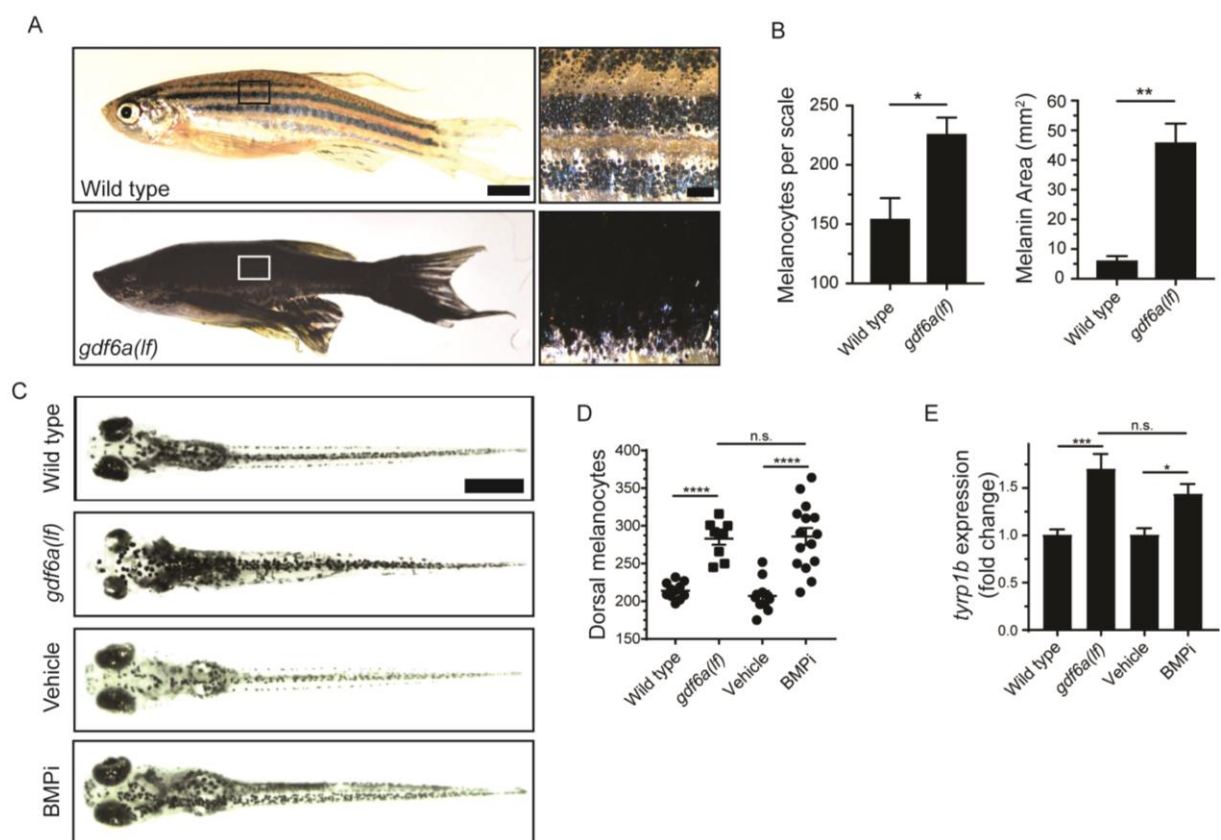 A
Wild type
gdf6a(lf)
B
Melanocytes per scale
250
200
150
100
*
Wild type
gdf6a(lf)
Melanin Area (mm²)
60
50
40
30
20
10
0
**
Wild type
gdf6a(lf)
C
Wild type
gdf6a(lf)
Vehicle
BMPi
D
Dorsal melanocytes
400
350
300
250
200
150
n.s.
****
****
Wild type
gdf6a(lf)
Vehicle
BMPi
E
tyrp1b expression
(fold change)
1.5
1.0
0.5
0.0
n.s.
***
*
Wild type
gdf6a(lf)
Vehicle
BMPi